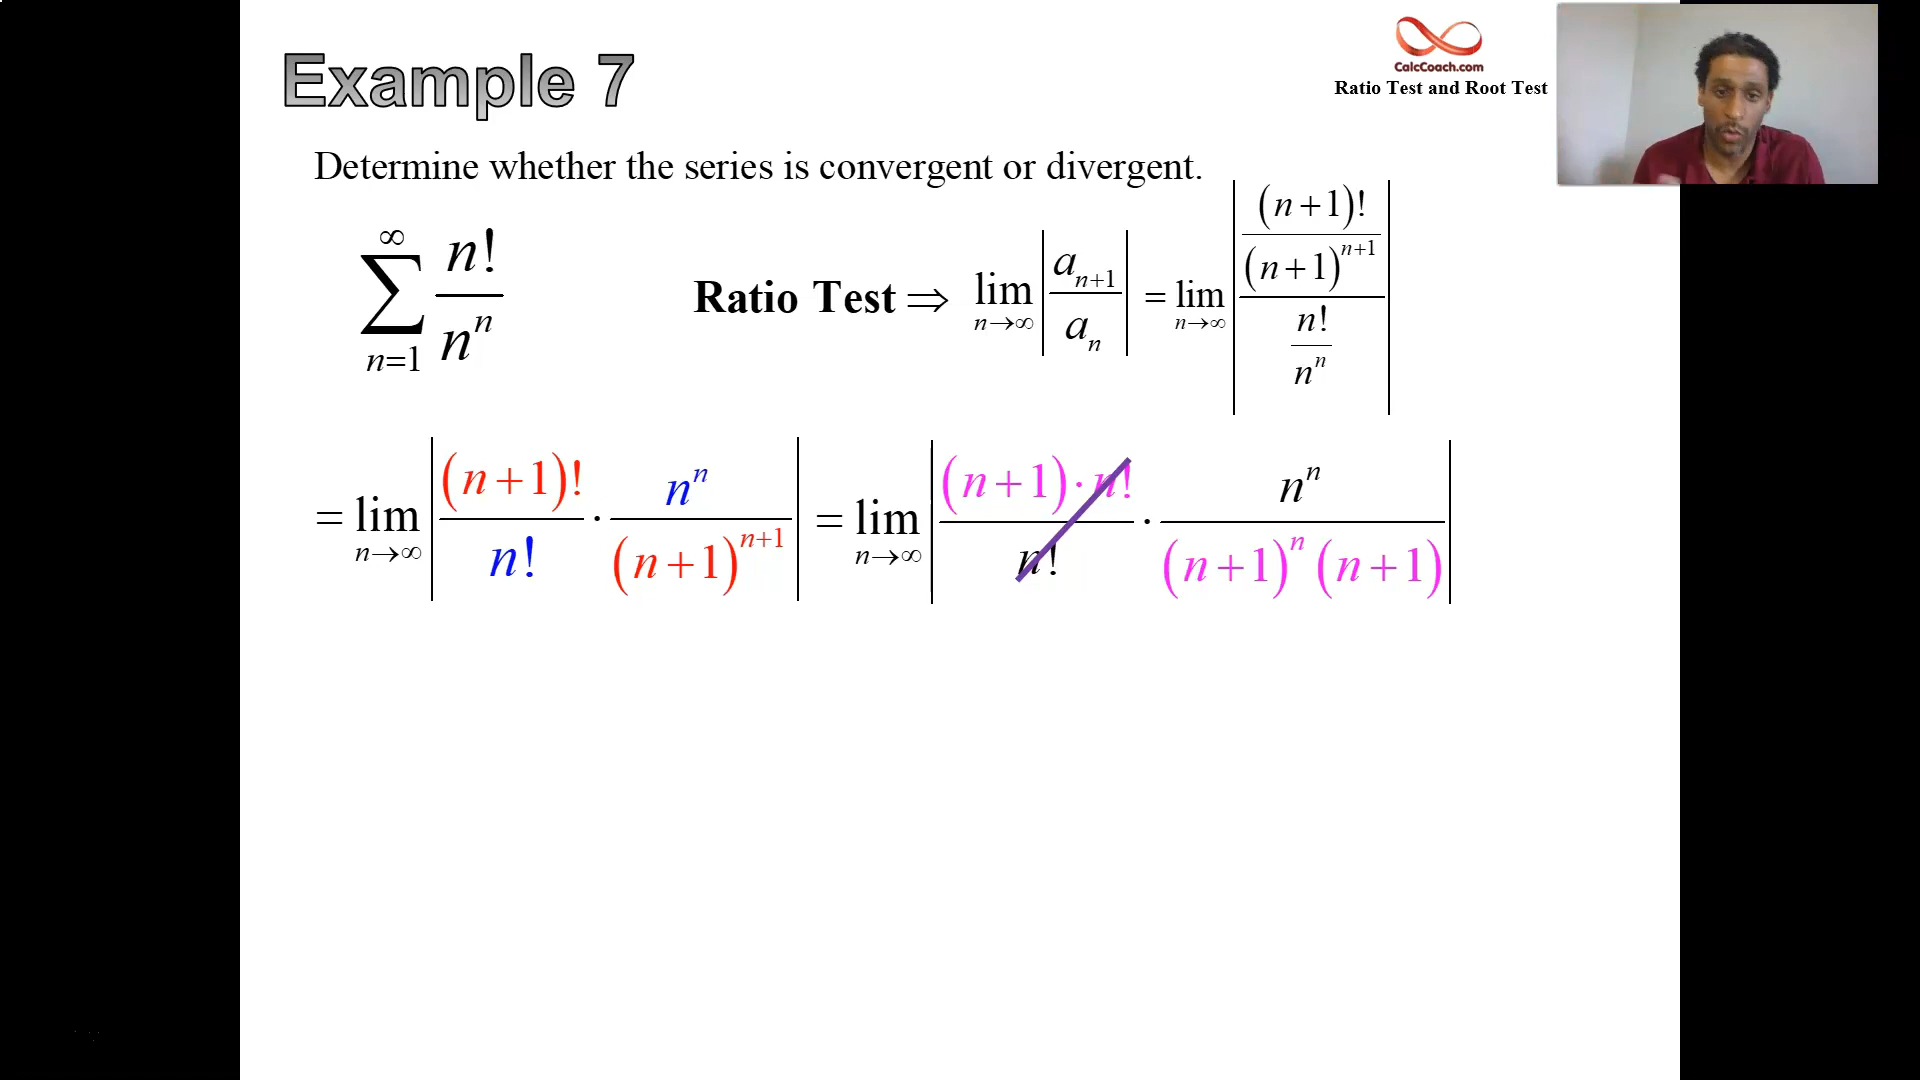 CalcCoach.com
Ratio Test and Root Test
Example 7
Determine whether the series is convergent or divergent.
∑_{n=1}^{∞} n!/n^n
Ratio Test ⇒ lim_{n→∞} |a_{n+1}/a_n| = lim_{n→∞} |((n+1)!/(n+1)^{n+1})/(n!/n^n)|
= lim_{n→∞} |(n+1)!/n! · n^n/(n+1)^{n+1}| = lim_{n→∞} |(n+1)·n!/n! · n^n/((n+1)^n (n+1))|